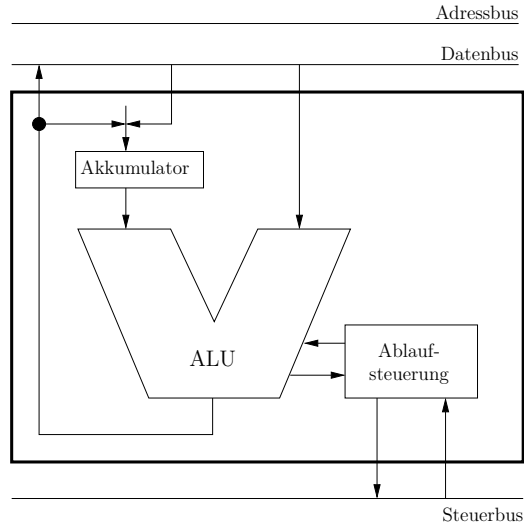 Adressbus
Datenbus
Akkumulator
ALU
Ablauf-
steuerung
Steuerbus